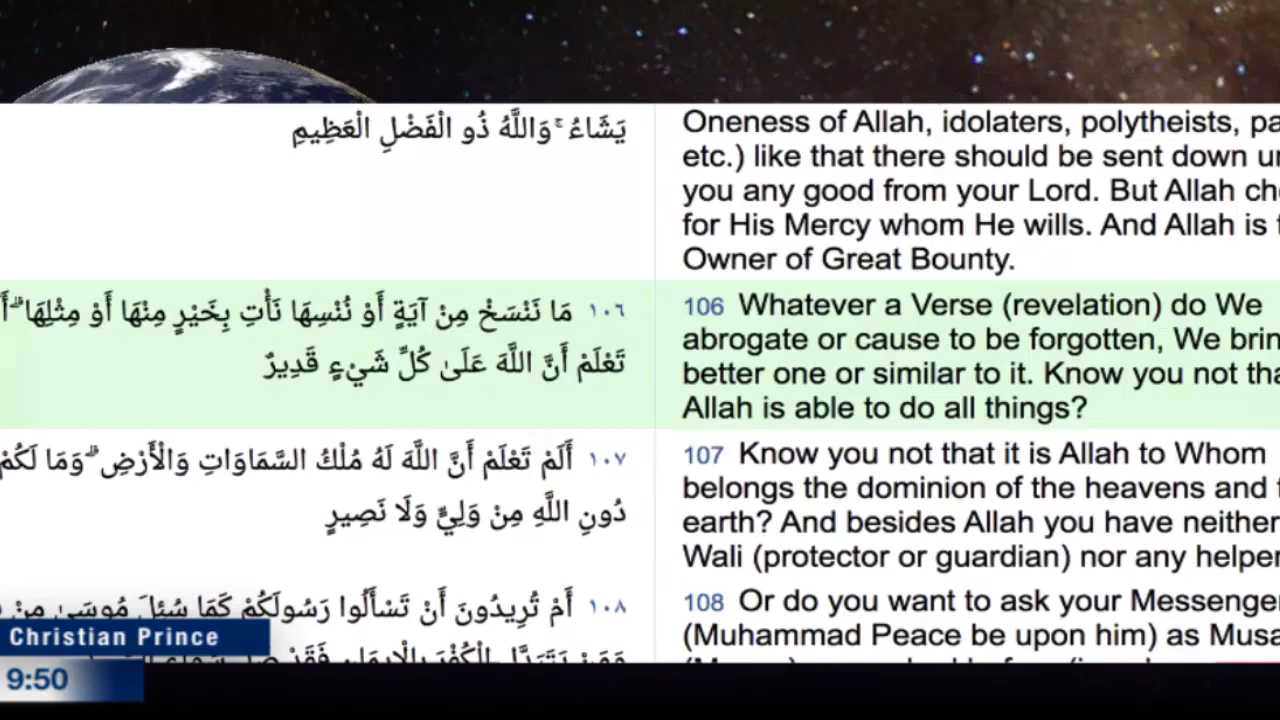 يَشَاءُ ۚ وَاللَّهُ ذُو الْفَضْلِ الْعَظِيمِ
١٠٦ مَا نَنْسَخْ مِنْ آيَةٍ أَوْ نُنْسِهَا نَأْتِ بِخَيْرٍ مِنْهَا أَوْ مِثْلِهَا ۗ
تَعْلَمْ أَنَّ اللَّهَ عَلَىٰ كُلِّ شَيْءٍ قَدِيرٌ
١٠٧ أَلَمْ تَعْلَمْ أَنَّ اللَّهَ لَهُ مُلْكُ السَّمَاوَاتِ وَالْأَرْضِ ۗ وَمَا لَكُمْ
دُونِ اللَّهِ مِنْ وَلِيٍّ وَلَا نَصِيرٍ
١٠٨ أَمْ تُرِيدُونَ أَنْ تَسْأَلُوا رَسُولَكُمْ كَمَا سُئِلَ مُوسَىٰ مِنْ
Oneness of Allah, idolaters, polytheists, pa
etc.) like that there should be sent down u
you any good from your Lord. But Allah ch
for His Mercy whom He wills. And Allah is
Owner of Great Bounty.
106 Whatever a Verse (revelation) do We
abrogate or cause to be forgotten, We brin
better one or similar to it. Know you not tha
Allah is able to do all things?
107 Know you not that it is Allah to Whom
belongs the dominion of the heavens and
earth? And besides Allah you have neither
Wali (protector or guardian) nor any helper
108 Or do you want to ask your Messenger
(Muhammad Peace be upon him) as Musa
Christian Prince
9:50